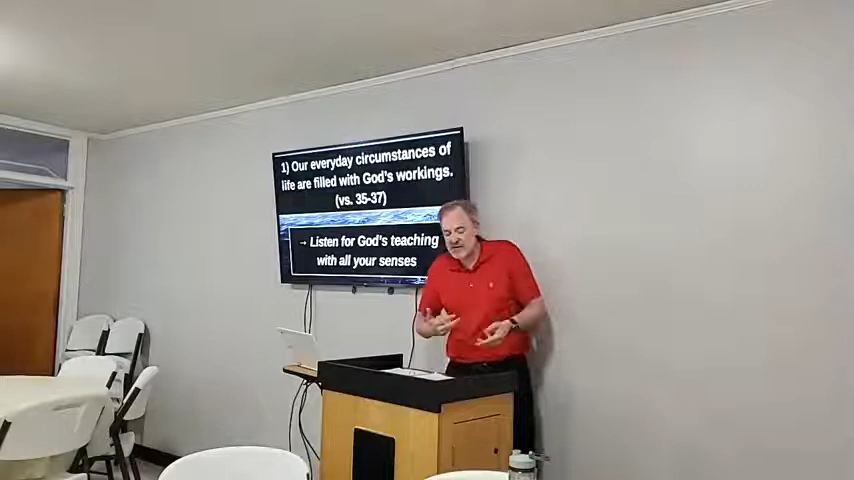 1) Our everyday circumstances of
life are filled with God's workings.
(vs. 35-37)
→ Listen for God's teaching
with all your senses